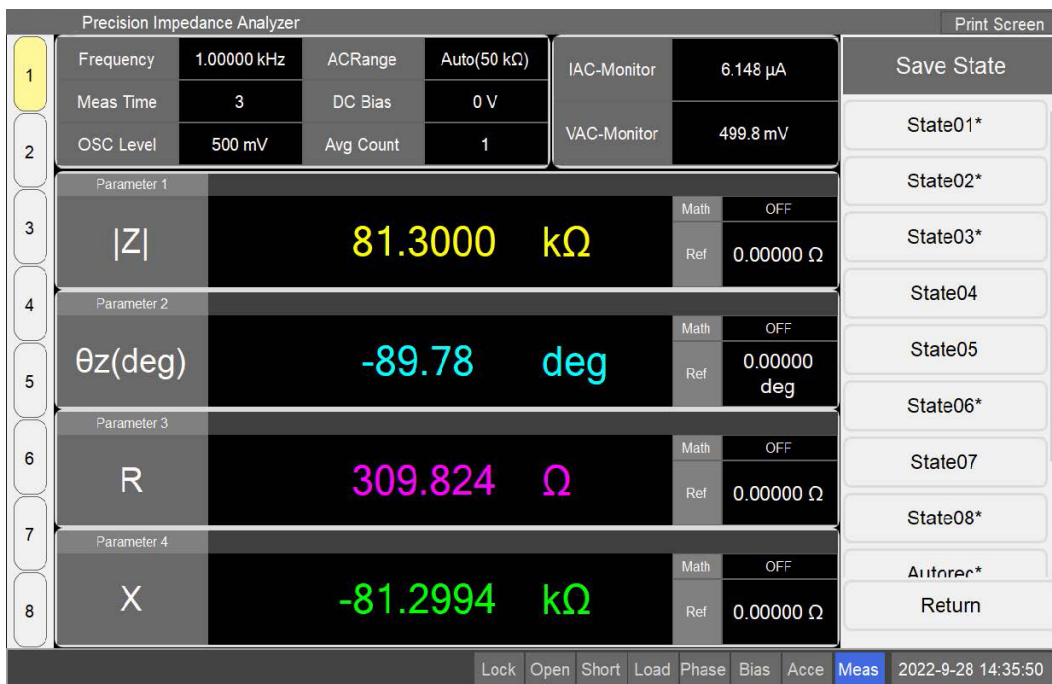 Precision Impedance Analyzer
Print Screen
1
2
3
4
5
6
7
8
Frequency 1.00000 kHz ACRange Auto(50 kΩ)
Meas Time 3 DC Bias 0 V
OSC Level 500 mV Avg Count 1
IAC-Monitor 6.148 μA
VAC-Monitor 499.8 mV
Parameter 1
|Z| 81.3000 kΩ
Math OFF
Ref 0.00000 Ω
Parameter 2
θz(deg) -89.78 deg
Math OFF
Ref 0.00000
deg
Parameter 3
R 309.824 Ω
Math OFF
Ref 0.00000 Ω
Parameter 4
X -81.2994 kΩ
Math OFF
Ref 0.00000 Ω
Save State
State01*
State02*
State03*
State04
State05
State06*
State07
State08*
Autorec*
Return
Lock Open Short Load Phase Bias Acce Meas 2022-9-28 14:35:50